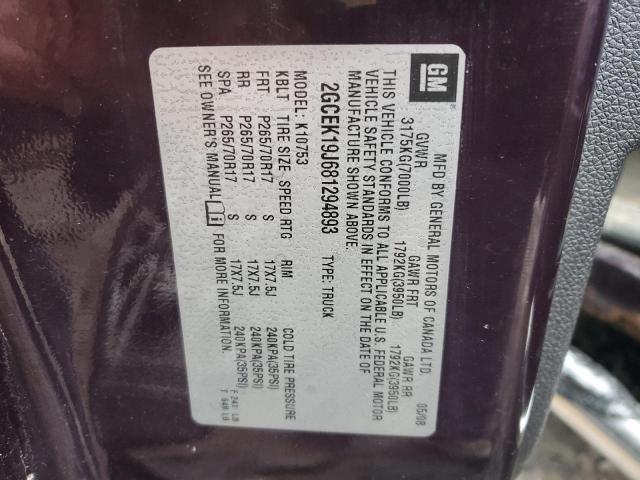 GM ®
MFD BY GENERAL MOTORS OF CANADA LTD. 05/08
GVWR GAWR FRT GAWR RR
3175KG(7000LB) 1792KG(3950LB) 1792KG(3950LB)
THIS VEHICLE CONFORMS TO ALL APPLICABLE U.S. FEDERAL MOTOR
VEHICLE SAFETY STANDARDS IN EFFECT ON THE DATE OF
MANUFACTURE SHOWN ABOVE.
2GCEK19J681294893 TYPE: TRUCK
MODEL: K10753
KBLT TIRE SIZE SPEED RTG RIM COLD TIRE PRESSURE
FRT P265/70R17 S 17X7.5J 240KPA(35PSI)
RR P265/70R17 S 17X7.5J 240KPA(35PSI)
SPA P265/70R17 S 17X7.5J 240KPA(35PSI)
SEE OWNER'S MANUAL i FOR MORE INFORMATION.
F 241 LB
T 548 LB